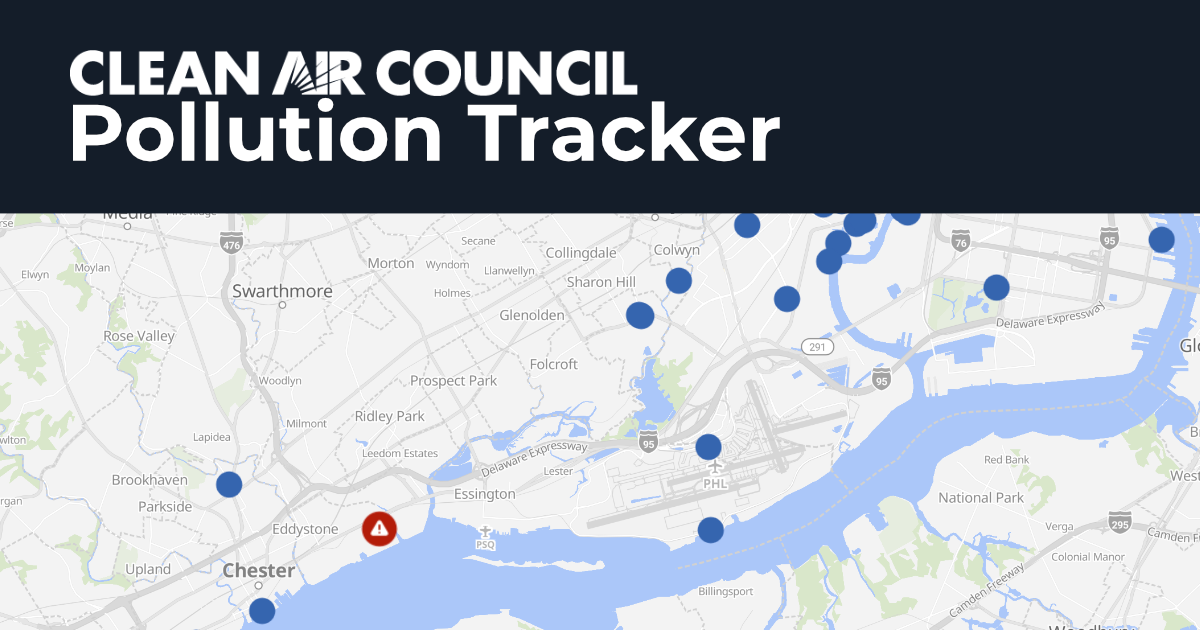 CLEAN AIR COUNCIL
Pollution Tracker
Media
476
Secane
Collingdale
Colwyn
76
95
Elwyn
Moylan
Morton
Wyndom
Llanwellyn
Swarthmore
Holmes
Sharon Hill
Glenolden
Delaware Expressway
Rose Valley
291
Folcroft
Woodlyn
Prospect Park
95
Ridley Park
Milmont
Lapidea
Leedom Estates
95
Delaware Expressway
Red Bank
Lester
Brookhaven
PHL
Parkside
Essington
National Park
Eddystone
PSQ
Verga
295
Colonial Manor
Upland
Chester
Camden Freeway
Billingsport